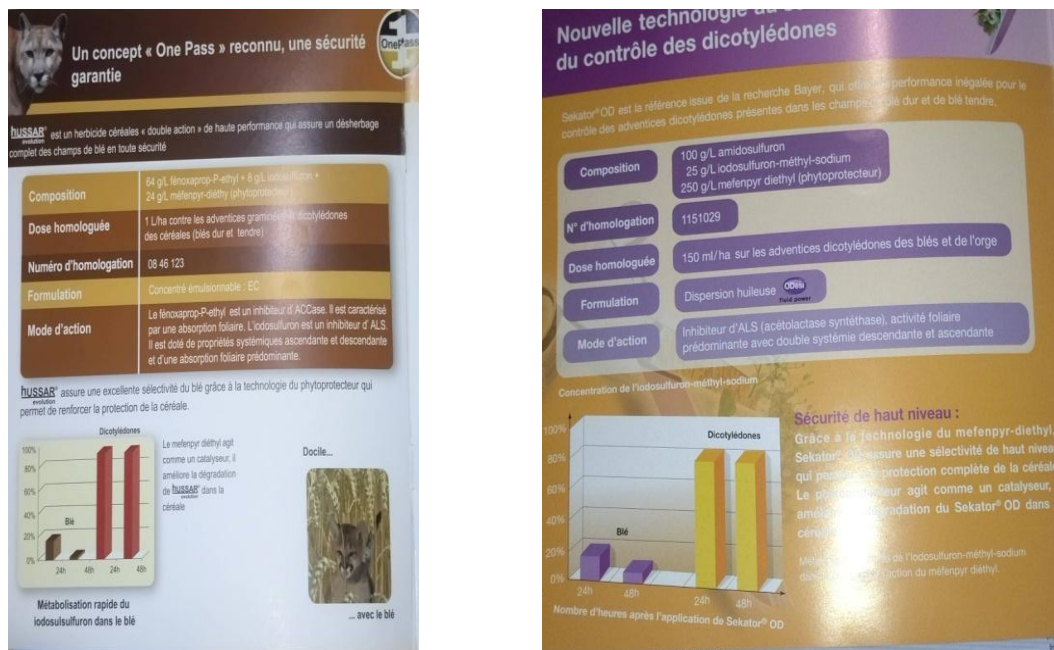 Un concept « One Pass » reconnu, une sécurité
garantie
OnePass
1
hussar® est un herbicide céréales « double action » de haute performance qui assure un désherbage
evolution
complet des champs de blé en toute sécurité
Composition
64 g/L fénoxaprop-P-ethyl + 8 g/L +
24 g/L méfenpyr-diéthy (phytoprotecteur)
Dose homologuée
1 L/ha contre les adventices dicotylédones
des céréales (blés dur et tendre)
Numéro d'homologation
08 46 123
Formulation
Concentré émulsionnable : EC
Mode d'action
Le fénoxaprop-P-ethyl est un inhibiteur d'ACCase. Il est caractérisé
par une absorption foliaire. L'iodosulfuron est un inhibiteur d'ALS.
Il est doté de propriétés systémiques ascendante et descendante
et d'une absorption foliaire prédominante.
hussar® assure une excellente sélectivité du blé grâce à la technologie du phytoprotecteur qui
evolution
permet de renforcer la protection de la céréale.
Dicotylédones
100%
80%
60%
40%
20%
0%
Blé
24h 48h 24h 48h
Métabolisation rapide du
iodosulsulfuron dans le blé
Le mefenpyr diéthyl agit
comme un catalyseur, il
améliore la dégradation
de hussar® dans la
evolution
céréale
Docile...
... avec le blé
Nouvelle technologie au
du contrôle des dicotylédones
Sekator® OD est la référence issue de la recherche Bayer, qui performance inégalée pour le
contrôle des adventices dicotylédones présentes dans les champs de blé dur et de blé tendre.
Composition
100 g/L amidosulfuron
25 g/L iodosulfuron-méthyl-sodium
250 g/L mefenpyr diethyl (phytoprotecteur)
N° d'homologation
1151029
Dose homologuée
150 ml/ha sur les adventices dicotylédones des blés et de l'orge
Formulation
Dispersion huileuse
ODesi
fluid power
Mode d'action
Inhibiteur d'ALS (acétolactase syntèthase), activité foliaire
prédominante avec double systémie descendante et ascendante
Concentration de l'iodosulfuron-méthyl-sodium
100%
80%
60%
40%
20%
0%
Dicotylédones
Blé
24h 48h 24h 48h
Nombre d'heures après l'application de Sekator® OD
Sécurité de haut niveau :
Grâce à la technologie du mefenpyr-diethyl,
Sekator® assure une sélectivité de haut
qui protection complète de la
Le agit comme un catalyseur,
du Sekator® OD dans
de l'iodosulfuron-méthyl-sodium
du méfenpyr diéthyl.